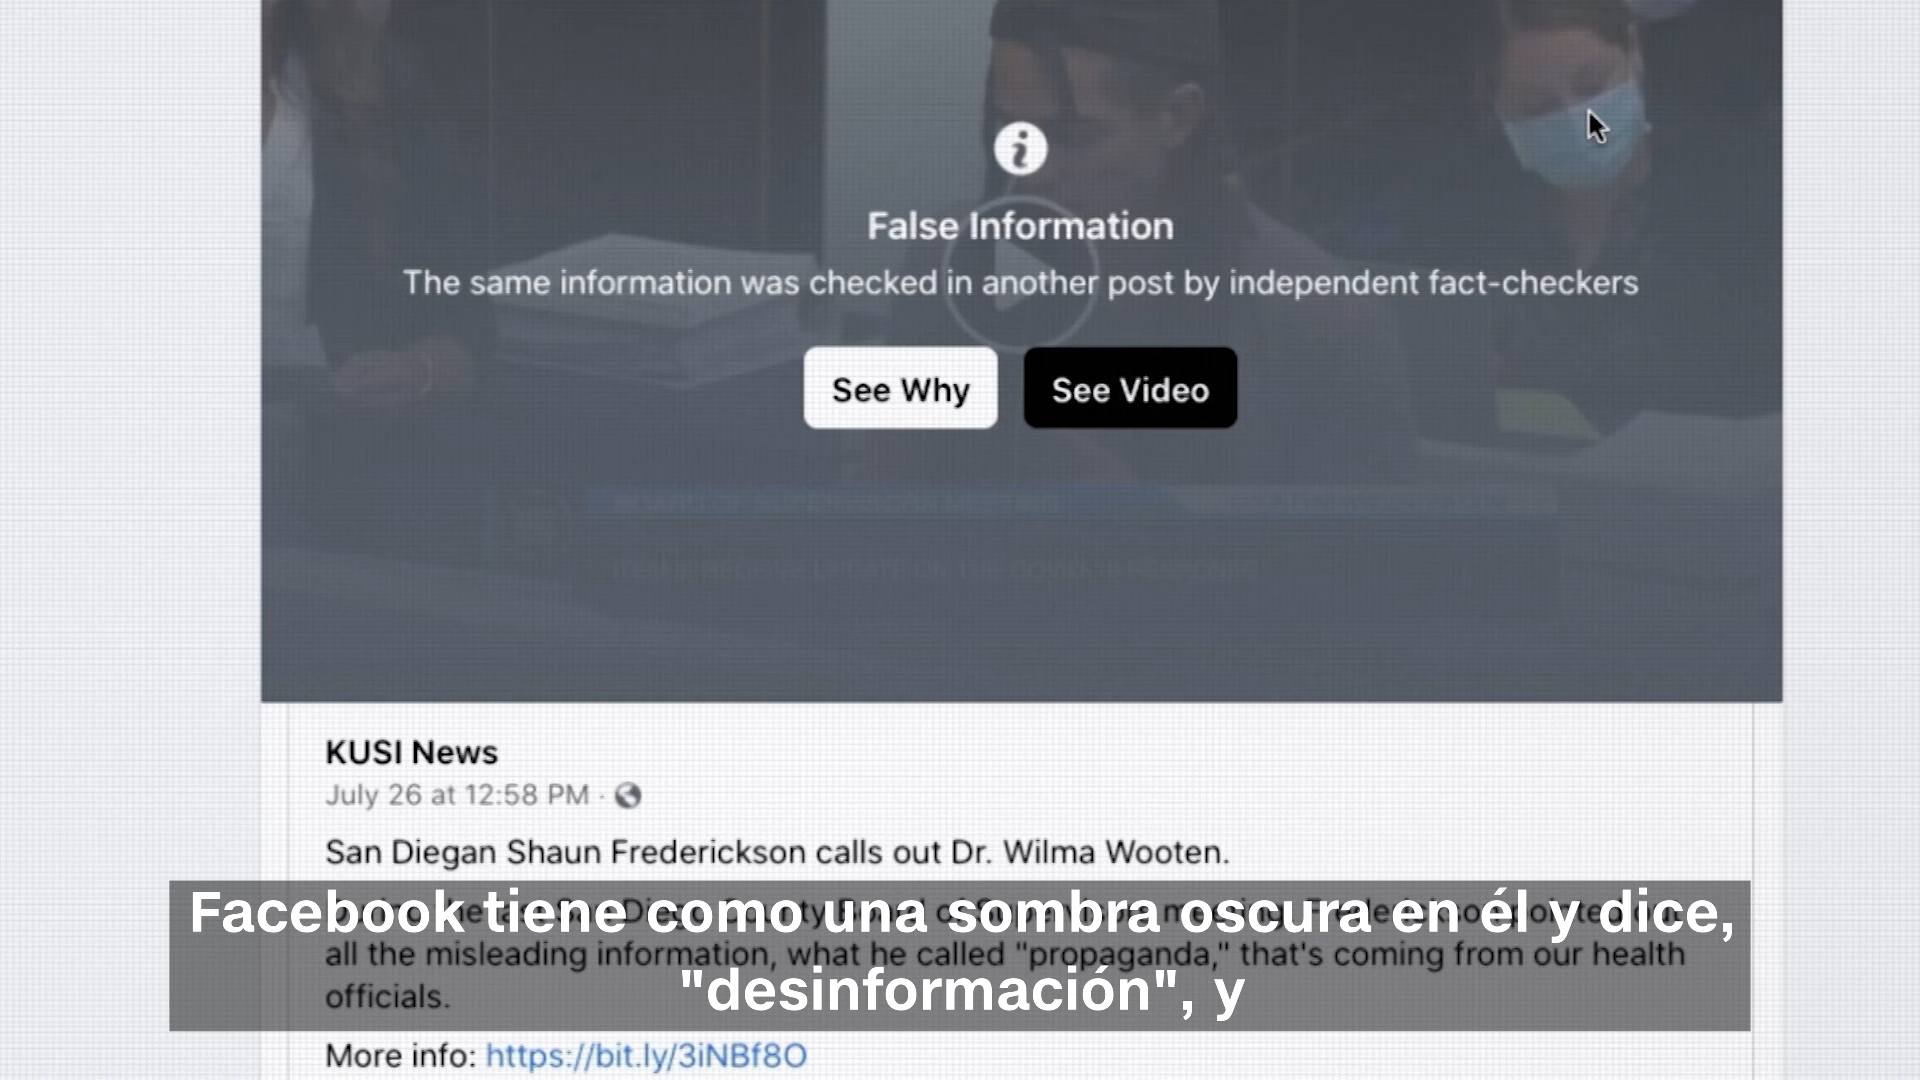 False Information
The same information was checked in another post by independent fact-checkers
See Why
See Video
KUSI News
July 26 at 12:58 PM ·
San Diegan Shaun Frederickson calls out Dr. Wilma Wooten.
Facebook tiene como una sombra oscura en él y dice,
all the misleading information, what he called "propaganda," that's coming from our health
"desinformación", y
officials.
More info: https://bit.ly/3iNBf8O